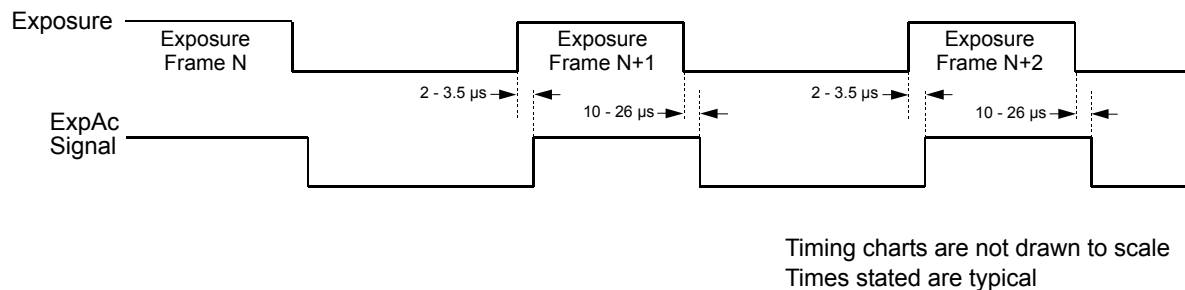 Exposure
Exposure
Frame N
Exposure
Frame N+1
Exposure
Frame N+2
2 - 3.5 µs
10 - 26 µs
2 - 3.5 µs
10 - 26 µs
ExpAc
Signal
Timing charts are not drawn to scale
Times stated are typical